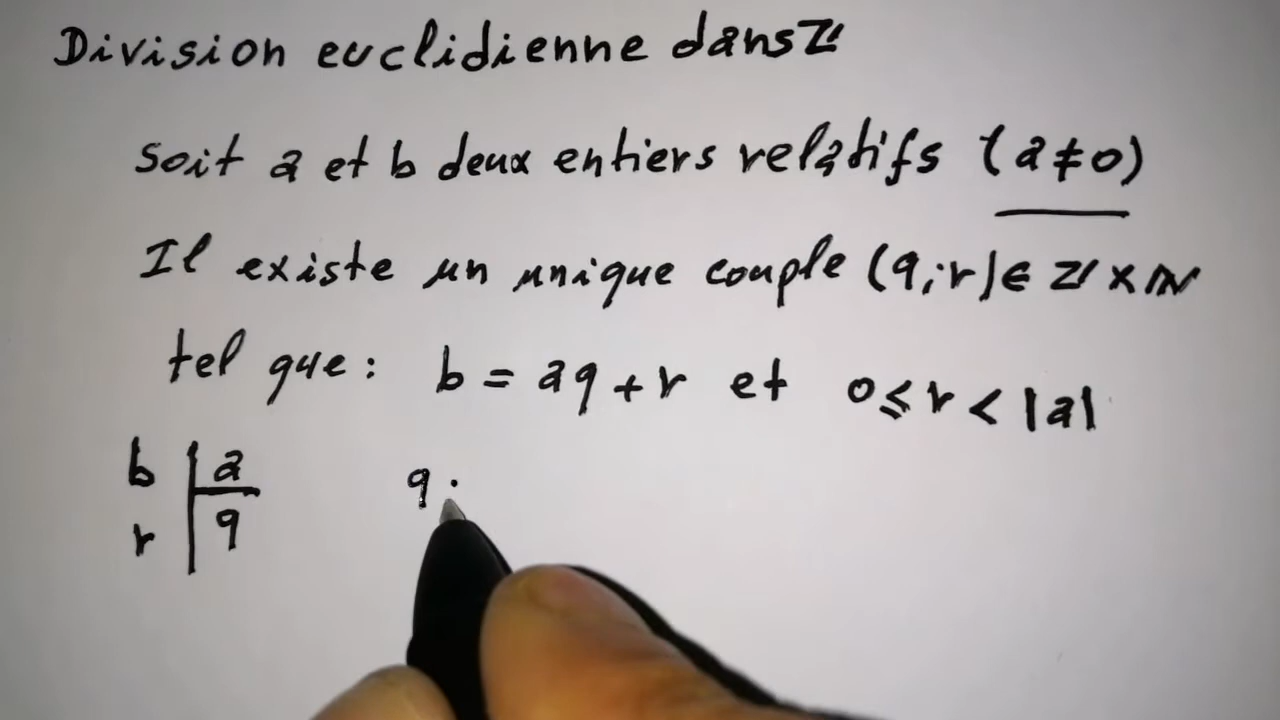 Division euclidienne dans ℤ
soit a et b deux entiers relatifs (a≠0)
Il existe un unique couple (q;r)∈ ℤ×ℕ
tel que: b = aq + r et 0≤r<|a|
b | a
r | q
q :